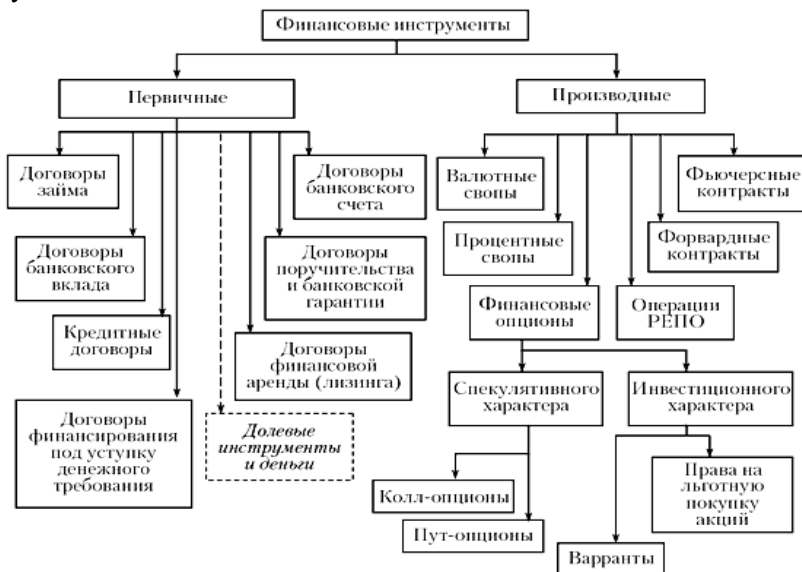 Финансовые инструменты
Первичные
Производные
Договоры
займа
Договоры
банковского
счета
Договоры
банковского
вклада
Договоры
поручительства
и банковской
гарантии
Кредитные
договоры
Договоры
финансовой
аренды (лизинга)
Договоры
финансирования
под уступку
денежного
требования
Долевые
инструменты
и деньги
Валютные
свопы
Фьючерсные
контракты
Процентные
свопы
Форвардные
контракты
Финансовые
опционы
Операции
РЕПО
Спекулятивного
характера
Инвестиционного
характера
Колл-опционы
Пут-опционы
Права на
льготную
покупку
акций
Варранты